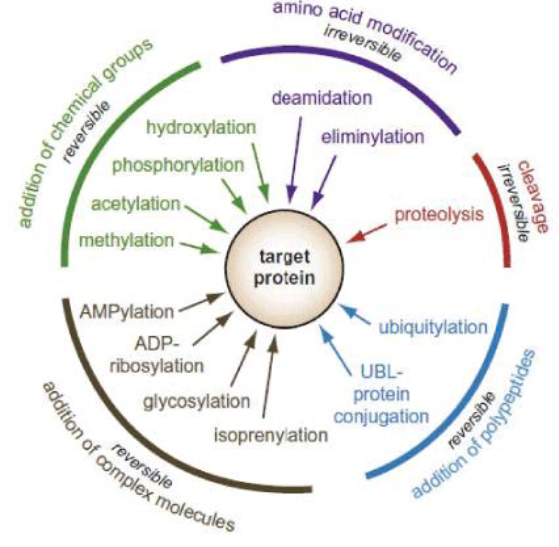 amino acid modification
irreversible
deamidation
eliminylation
cleavage
irreversible
proteolysis
ubiquitylation
UBL-
protein
conjugation
reversible
addition of polypeptides
addition of chemical groups
reversible
hydroxylation
phosphorylation
acetylation
methylation
target
protein
AMPylation
ADP-
ribosylation
glycosylation
isoprenylation
reversible
addition of complex molecules